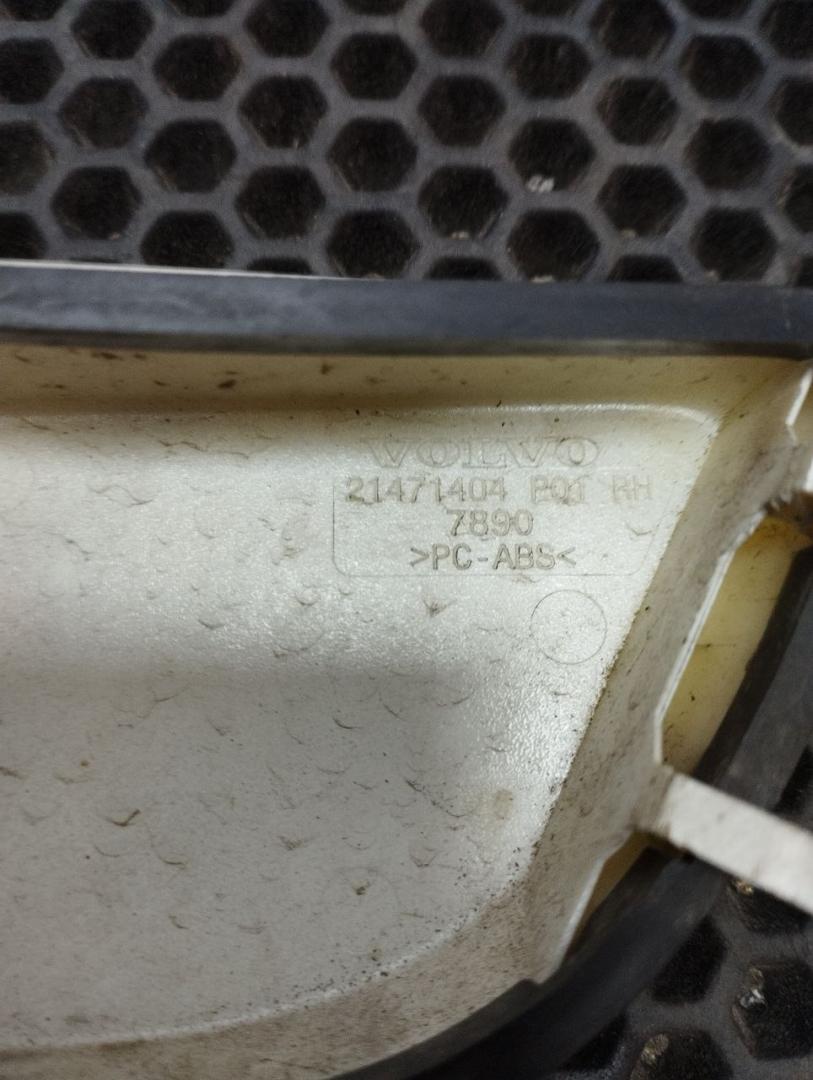 VOLVO
21471404 P01 RH
7890
>PC-ABS<